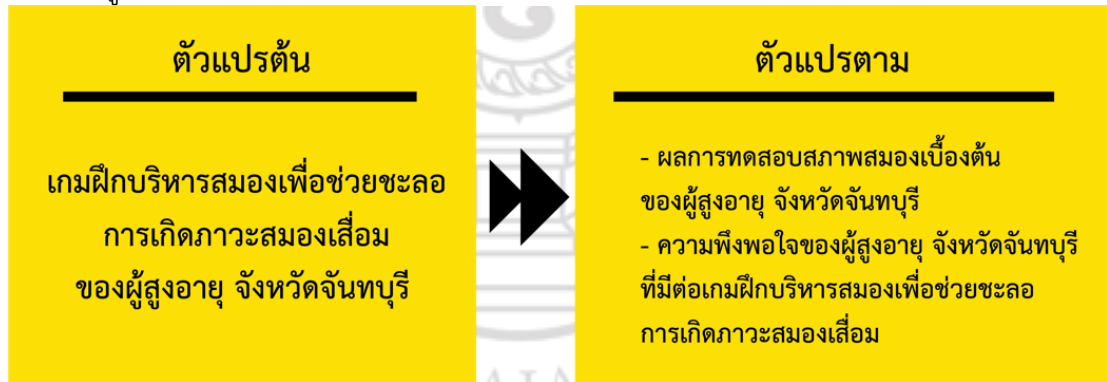 ตัวแปรต้น
เกมฝึกบริหารสมองเพื่อช่วยชะลอ
การเกิดภาวะสมองเสื่อม
ของผู้สูงอายุ จังหวัดจันทบุรี
ตัวแปรตาม
- ผลการทดสอบสภาพสมองเบื้องต้น
ของผู้สูงอายุ จังหวัดจันทบุรี
- ความพึงพอใจของผู้สูงอายุ จังหวัดจันทบุรี
ที่มีต่อเกมฝึกบริหารสมองเพื่อช่วยชะลอ
การเกิดภาวะสมองเสื่อม